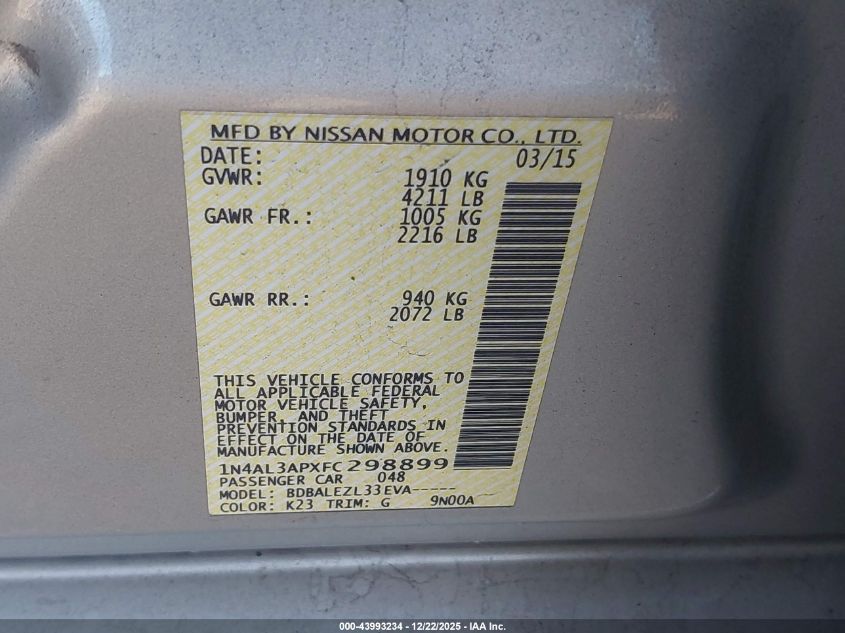 MFD BY NISSAN MOTOR CO., LTD.
DATE: 03/15
GVWR: 1910 KG
4211 LB
GAWR FR.: 1005 KG
2216 LB
GAWR RR.: 940 KG
2072 LB
THIS VEHICLE CONFORMS TO
ALL APPLICABLE FEDERAL
MOTOR VEHICLE SAFETY,
BUMPER, AND THEFT
PREVENTION STANDARDS IN
EFFECT ON THE DATE OF
MANUFACTURE SHOWN ABOVE.
1N4AL3APXFC298899
PASSENGER CAR 048
MODEL: BDBALEZL33EVA-----  --
COLOR: K23 TRIM: G 9N00A
000-43993234 - 12/22/2025 - IAA Inc.